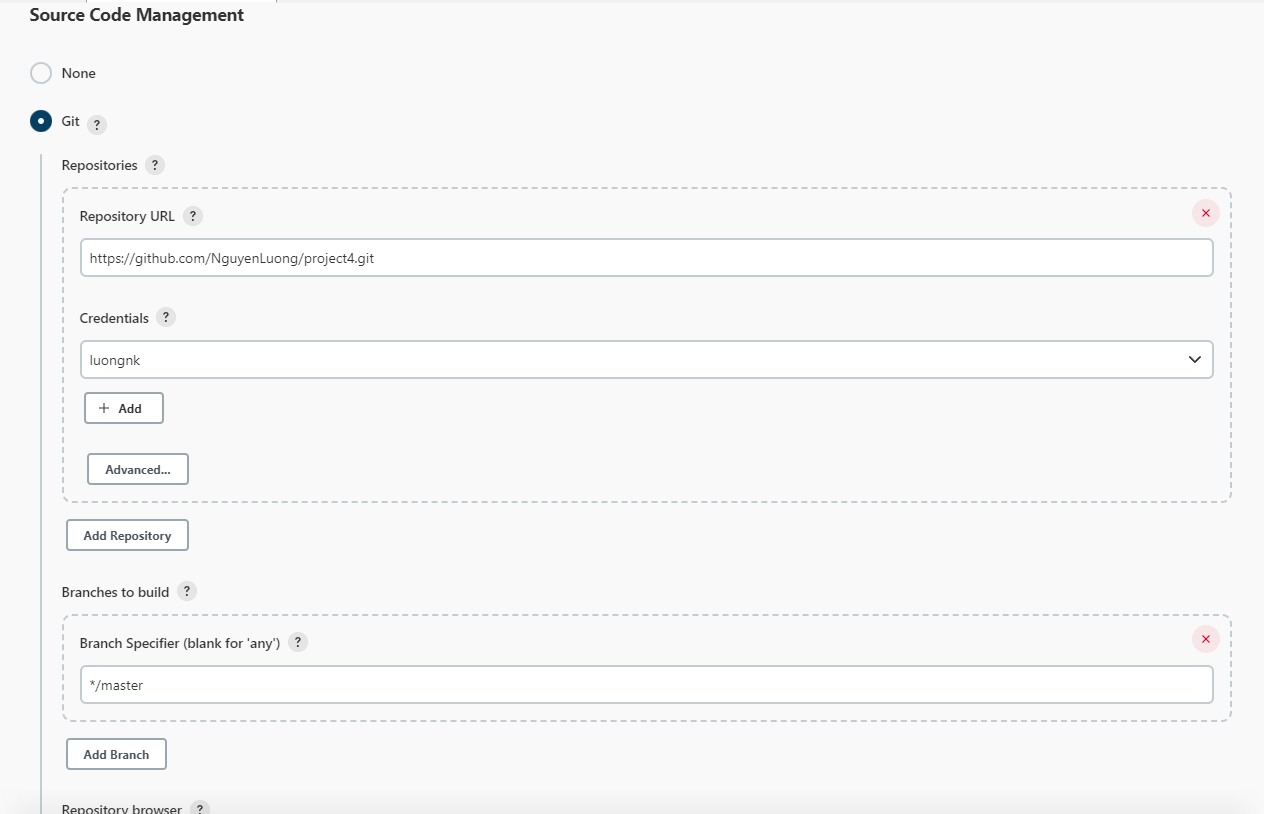 Source Code Management
None
Git ?
Repositories ?
Repository URL ?
https://github.com/NguyenLuong/project4.git
Credentials ?
luongnk
+ Add
Advanced...
Add Repository
Branches to build ?
Branch Specifier (blank for 'any') ?
*/master
Add Branch
Repository browser ?